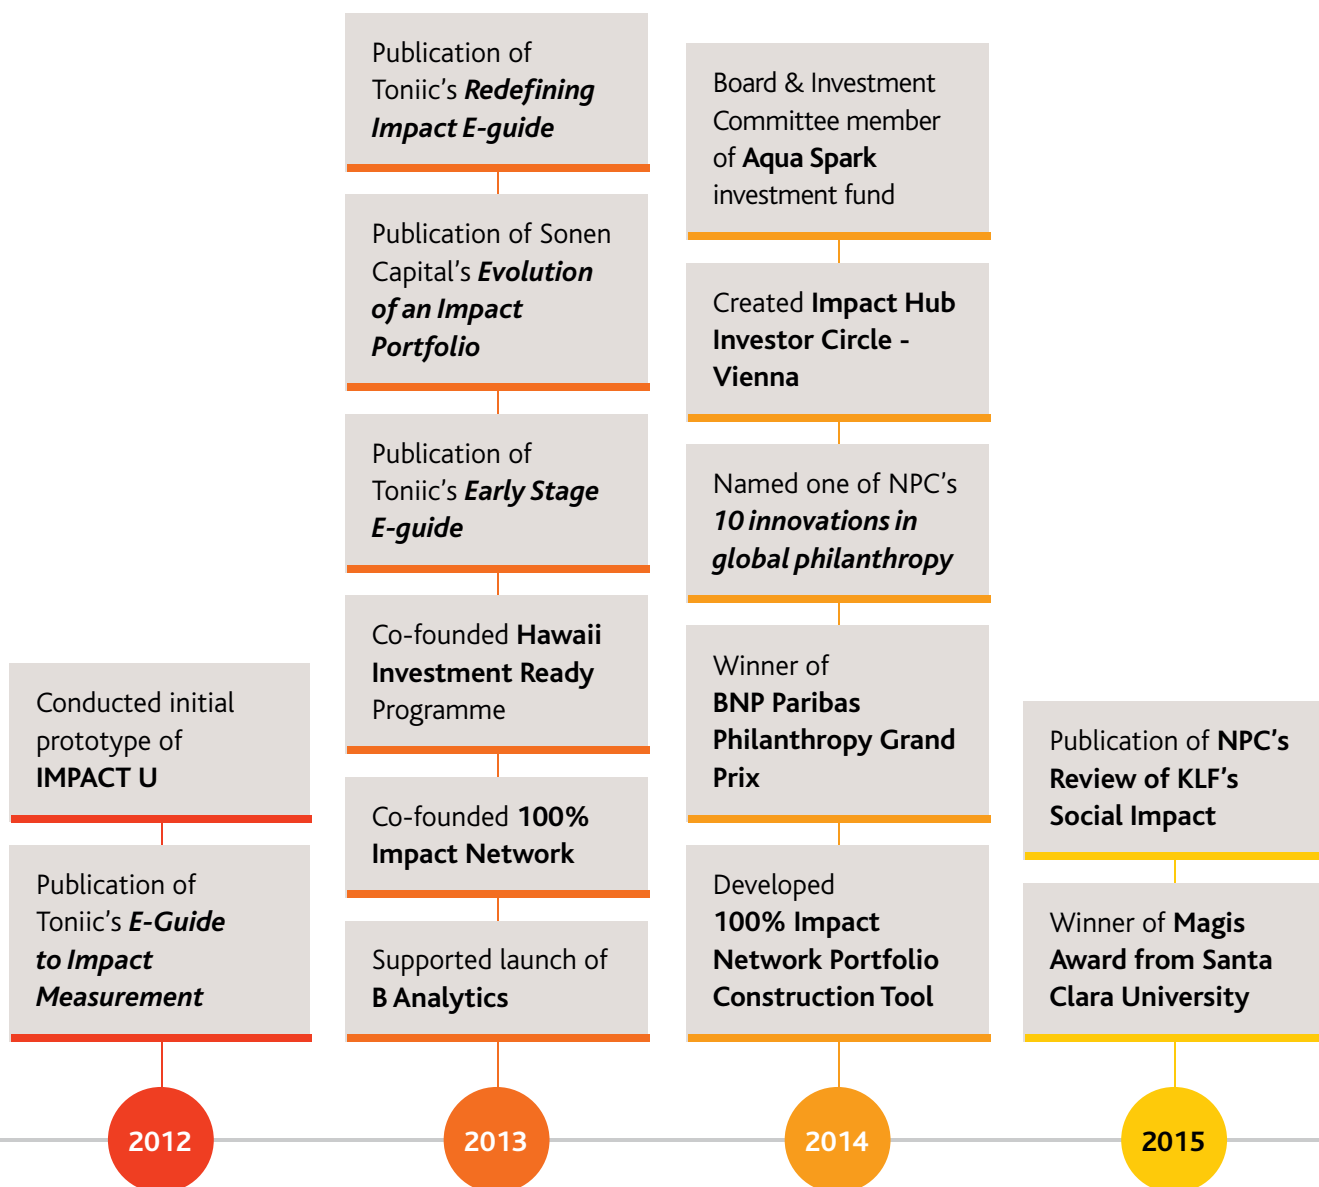 Conducted initial
prototype of
IMPACT U
Publication of
Toniic's E-Guide
to Impact
Measurement
2012
Publication of
Toniic's Redefining
Impact E-guide
Publication of Sonen
Capital's Evolution
of an Impact
Portfolio
Publication of
Toniic's Early Stage
E-guide
Co-founded Hawaii
Investment Ready
Programme
Co-founded 100%
Impact Network
Supported launch of
B Analytics
2013
Board & Investment
Committee member
of Aqua Spark
investment fund
Created Impact Hub
Investor Circle -
Vienna
Named one of NPC's
10 innovations in
global philanthropy
Winner of
BNP Paribas
Philanthropy Grand
Prix
Developed
100% Impact
Network Portfolio
Construction Tool
2014
Publication of NPC's
Review of KLF's
Social Impact
Winner of Magis
Award from Santa
Clara University
2015